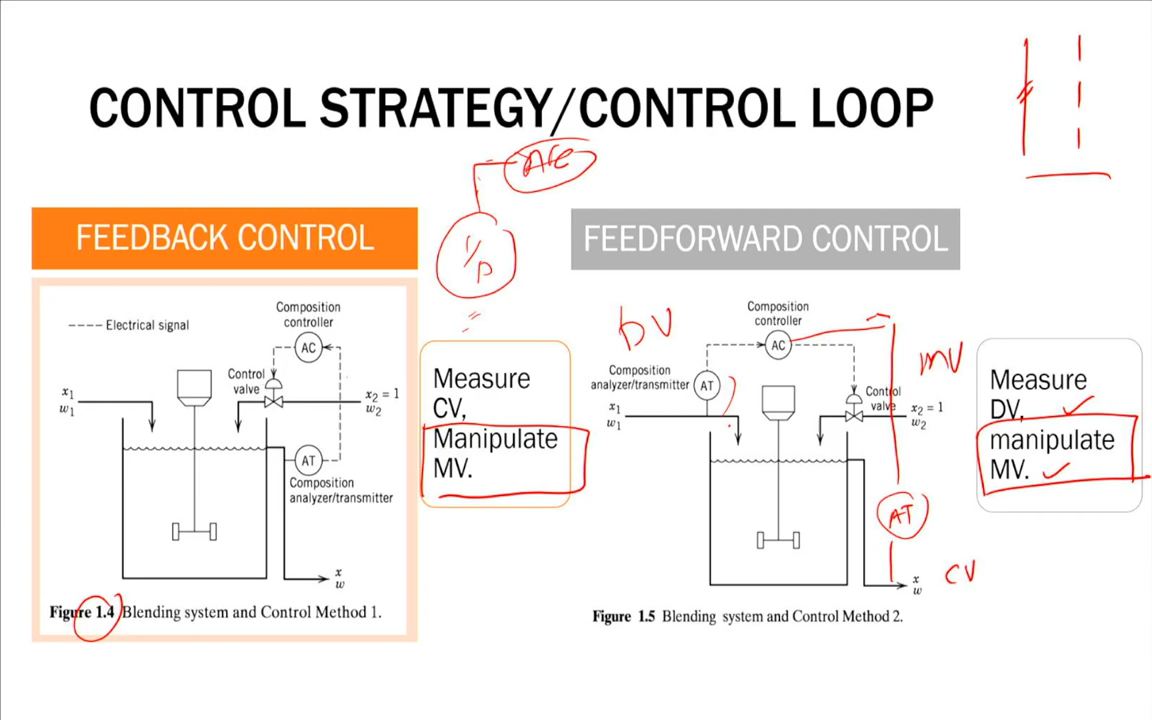 CONTROL STRATEGY/CONTROL LOOP
I/P
FEEDBACK CONTROL
---- Electrical signal
Composition
controller
AC
Control
valve
x1
w1
x2 = 1
w2
AT
Composition
analyzer/transmitter
x
w
Figure 1.4 Blending system and Control Method 1.
Measure
CV,
Manipulate
MV.
FEEDFORWARD CONTROL
DV
Composition
controller
AC
Composition
analyzer/transmitter
AT
x1
w1
Control
valve
x2 = 1
w2
MV
AT
x
w
CV
Figure 1.5 Blending system and Control Method 2.
Measure
DV,
manipulate
MV.